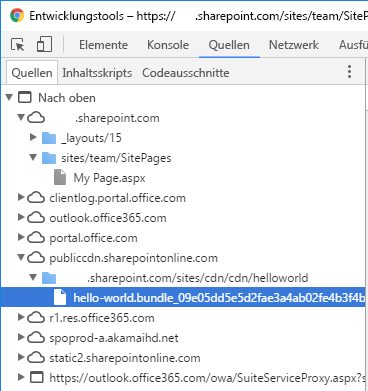 Entwicklungstools – https:// .sharepoint.com/sites/team/SiteP
Elemente Konsole Quellen Netzwerk Ausfü
Quellen Inhaltsskripte Codeausschnitte
Nach oben
.sharepoint.com
_layouts/15
sites/team/SitePages
My Page.aspx
clientlog.portal.office.com
outlook.office365.com
portal.office.com
publiccdn.sharepointonline.com
.sharepoint.com/sites/cdn/cdn/helloworld
hello-world.bundle_09e05dd5e5d2fae3a4ab02fe4b3f4b
r1.res.office365.com
spoprod-a.akamaihd.net
static2.sharepointonline.com
https://outlook.office365.com/owa/SuiteServiceProxy.aspx?s